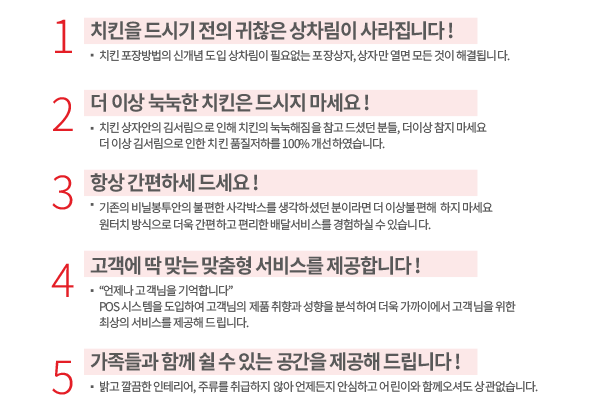 1 치킨을 드시기 전의 귀찮은 상차림이 사라집니다 !
▪ 치킨 포장방법의 신개념 도입 상차림이 필요없는 포장상자, 상자만 열면 모든 것이 해결됩니다.
2 더 이상 눅눅한 치킨은 드시지 마세요 !
▪ 치킨 상자안의 김서림으로 인해 치킨의 눅눅해짐을 참고 드셨던 분들, 더이상 참지 마세요
더 이상 김서림으로 인한 치킨 품질저하를 100% 개선하였습니다.
3 항상 간편하세 드세요 !
▪ 기존의 비닐봉투안의 불편한 사각박스를 생각하셨던 분이라면 더 이상불편해 하지 마세요
원터치 방식으로 더욱 간편하고 편리한 배달서비스를 경험하실 수 있습니다.
4 고객에 딱 맞는 맞춤형 서비스를 제공합니다 !
▪ “언제나 고객님을 기억합니다”
POS 시스템을 도입하여 고객님의 제품 취향과 성향을 분석하여 더욱 가까이에서 고객님을 위한
최상의 서비스를 제공해 드립니다.
5 가족들과 함께 쉴 수 있는 공간을 제공해 드립니다 !
▪ 밝고 깔끔한 인테리어, 주류를 취급하지 않아 언제든지 안심하고 어린이와 함께오셔도 상관없습니다.